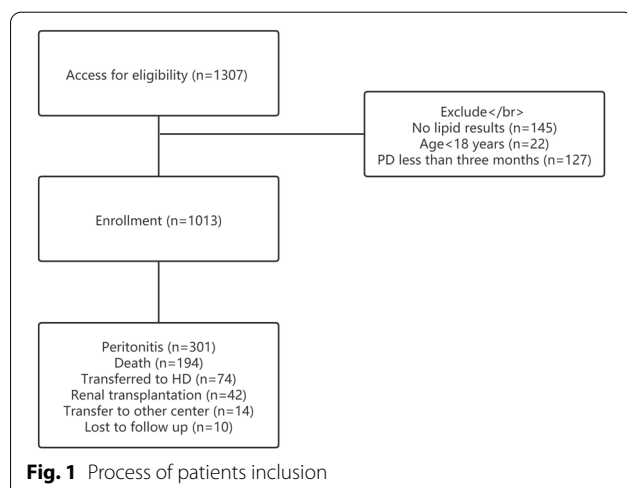 Access for eligibility (n=1307)
Exclude</br>
No lipid results (n=145)
Age<18 years (n=22)
PD less than three months (n=127)
Enrollment (n=1013)
Peritonitis (n=301)
Death (n=194)
Transferred to HD (n=74)
Renal transplantation (n=42)
Transfer to other center (n=14)
Lost to follow up (n=10)
Fig. 1 Process of patients inclusion